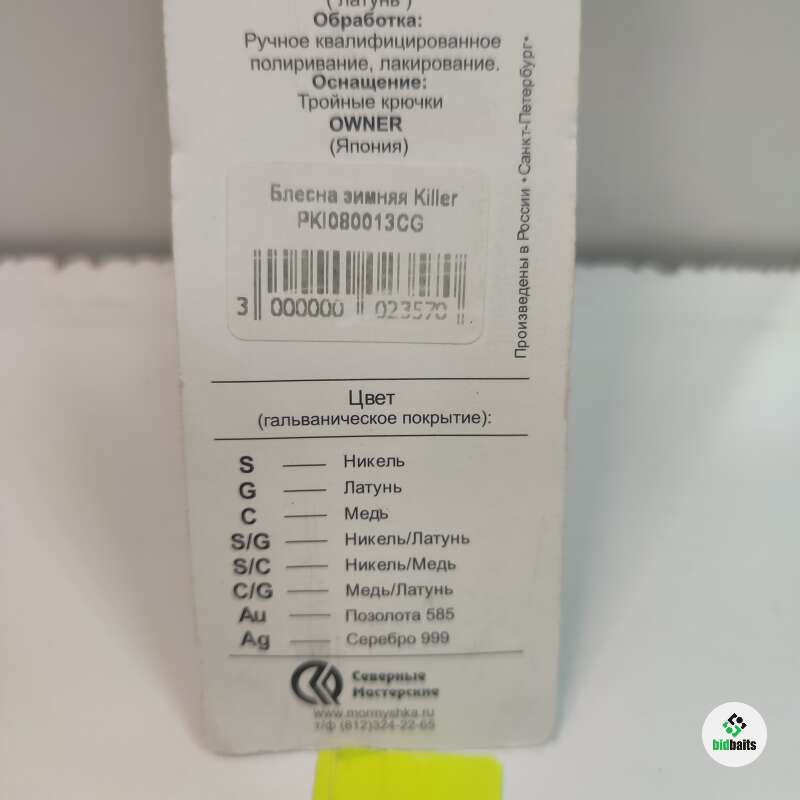 ( латунь )
Обработка:
Ручное квалифицированное
полиривание, лакирование.
Оснащение:
Тройные крючки
OWNER
(Япония)
Произведены в России • Санкт-Петербург•
Блесна зимняя Killer
PKI080013CG
3 000000 023570
Цвет
(гальваническое покрытие):
S — Никель
G — Латунь
C — Медь
S/G — Никель/Латунь
S/C — Никель/Медь
C/G — Медь/Латунь
Au — Позолота 585
Ag — Серебро 999
Северные
Мастерские
www.mormyshka.ru
т/ф (812)324-22-65
bidbaits